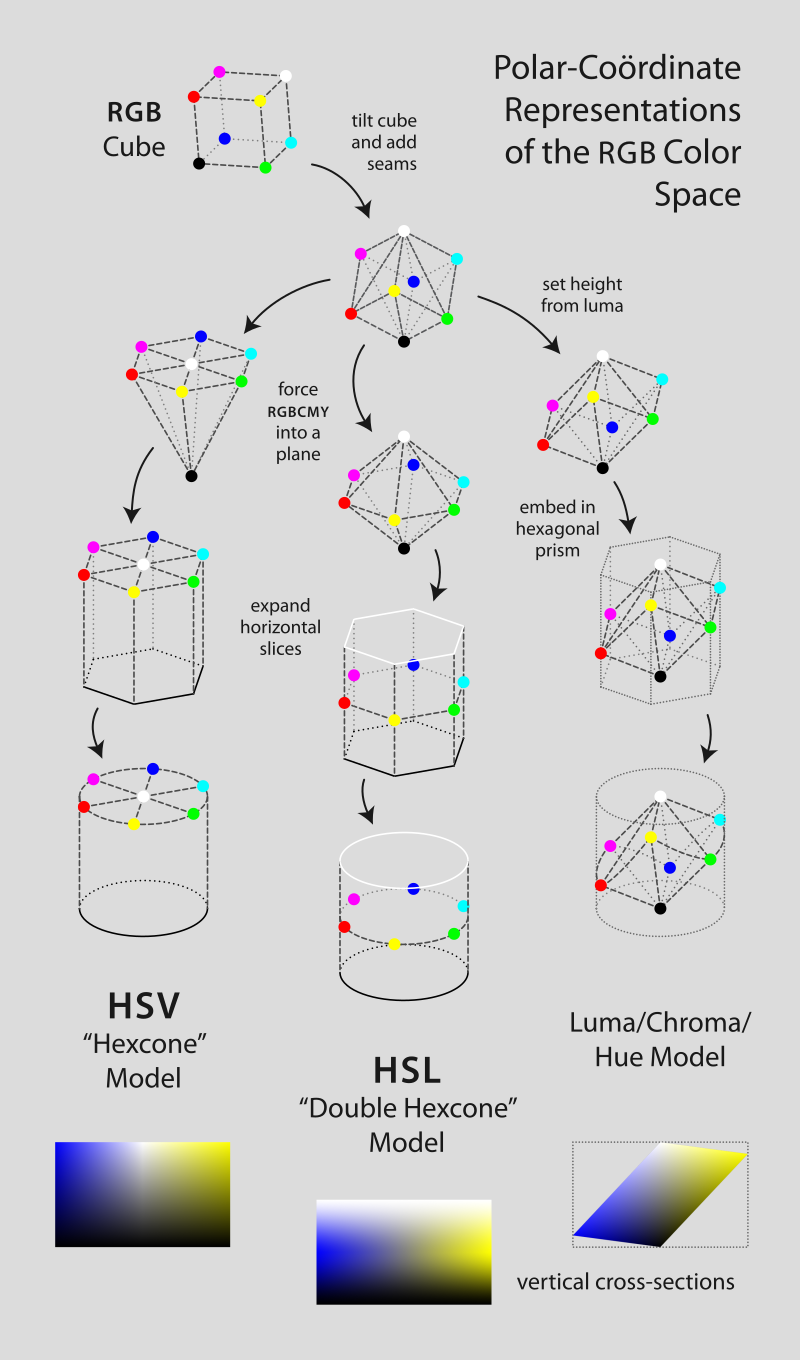 Polar-Coördinate
Representations
of the RGB Color
Space
RGB
Cube
tilt cube
and add
seams
set height
from luma
force
RGBCMY
into a
plane
embed in
hexagonal
prism
expand
horizontal
slices
HSV
“Hexcone”
Model
HSL
“Double Hexcone”
Model
Luma/Chroma/
Hue Model
vertical cross-sections